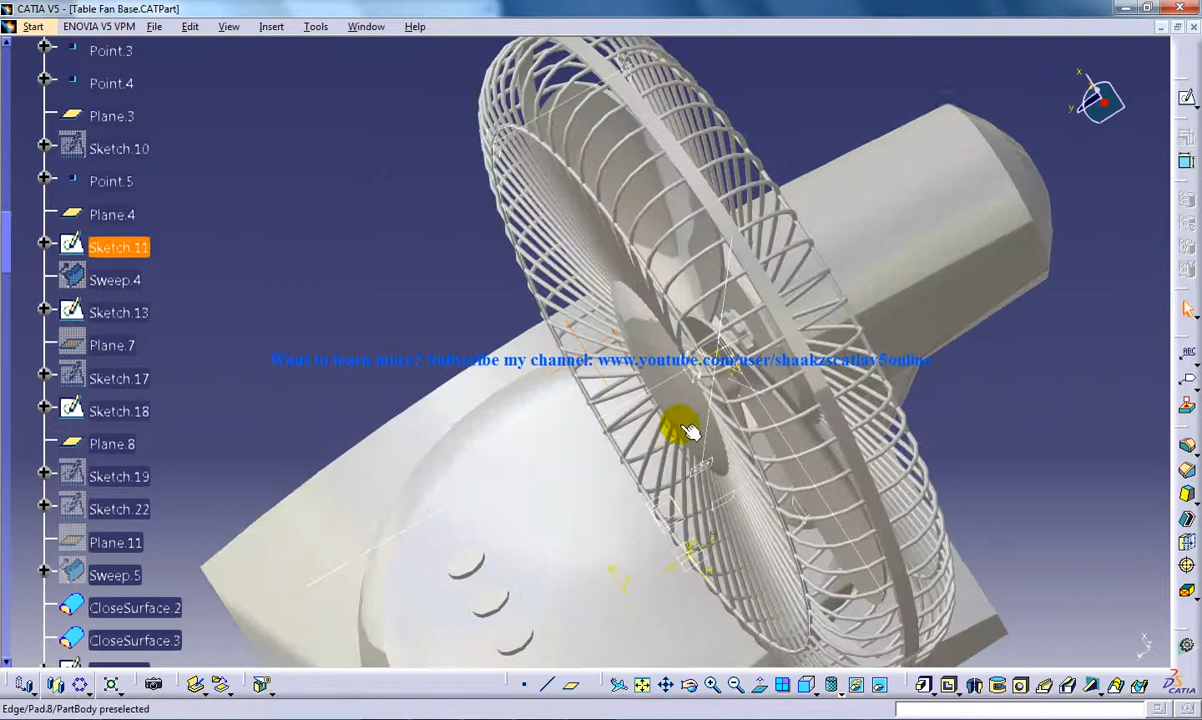 CATIA V5 - [Table Fan Base.CATPart]
Start ENOVIA V5 VPM File Edit View Insert Tools Window Help
Point.3
Point.4
Plane.3
Sketch.10
Point.5
Plane.4
Sketch.11
Sweep.4
Sketch.13
Plane.7
Sketch.17
Sketch.18
Plane.8
Sketch.19
Sketch.22
Plane.11
Sweep.5
CloseSurface.2
CloseSurface.3
x
y
Want to learn more? Subscribe my channel: www.youtube.com/user/shaakzscatiav5online
CATIA
Edge/Pad.8/PartBody preselected